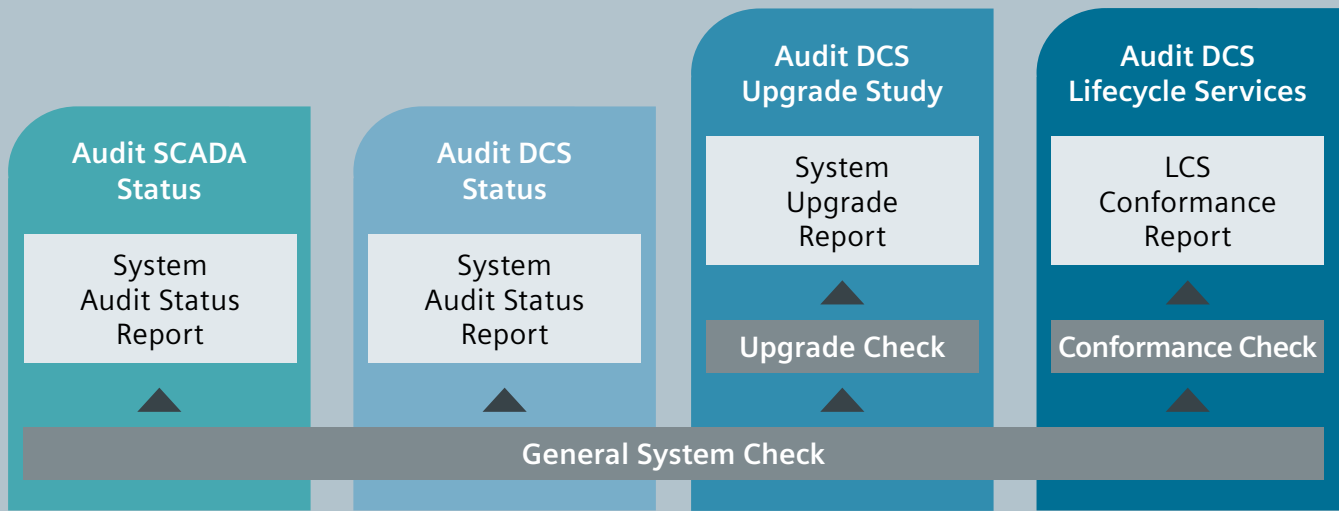 Audit SCADA
Status
System
Audit Status
Report
Audit DCS
Status
System
Audit Status
Report
Audit DCS
Upgrade Study
System
Upgrade
Report
Upgrade Check
Audit DCS
Lifecycle Services
LCS
Conformance
Report
Conformance Check
General System Check